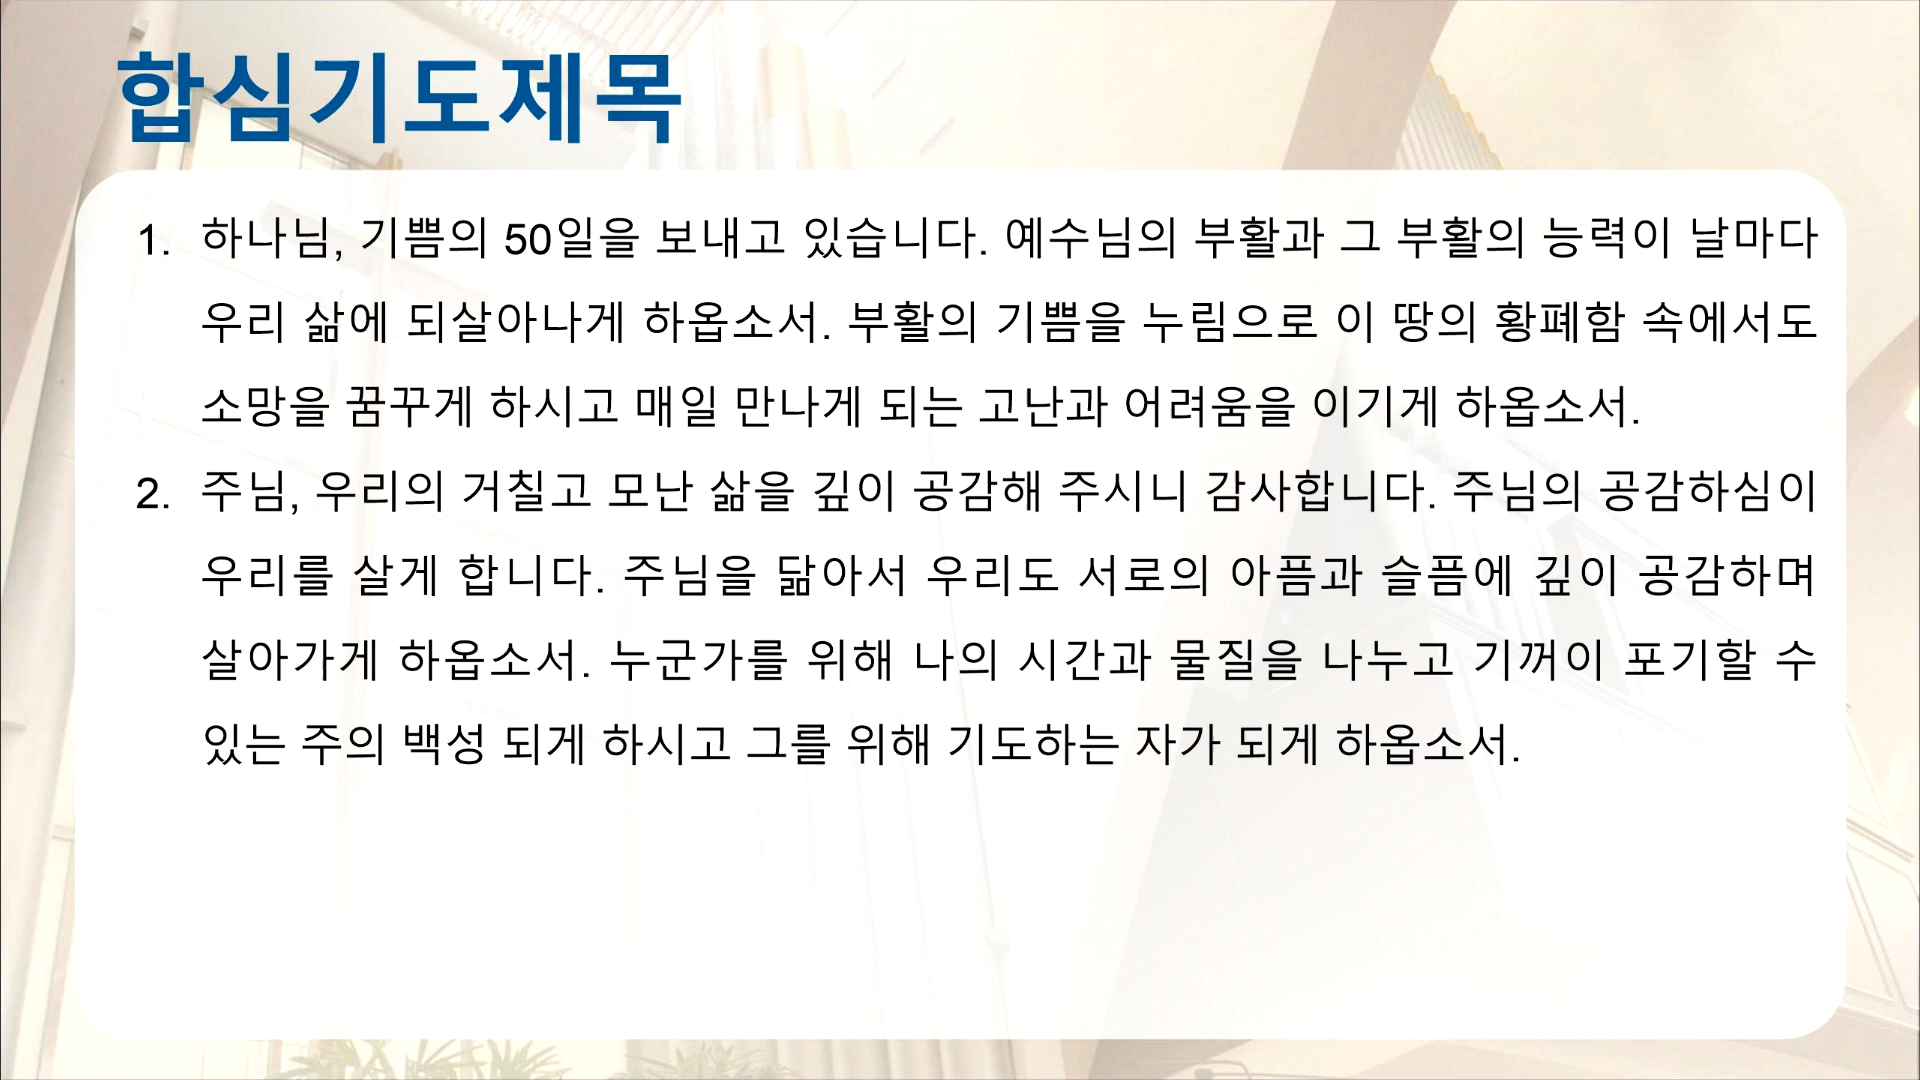 합심기도제목
1. 하나님, 기쁨의 50일을 보내고 있습니다. 예수님의 부활과 그 부활의 능력이 날마다
우리 삶에 되살아나게 하옵소서. 부활의 기쁨을 누림으로 이 땅의 황폐함 속에서도
소망을 꿈꾸게 하시고 매일 만나게 되는 고난과 어려움을 이기게 하옵소서.
2. 주님, 우리의 거칠고 모난 삶을 깊이 공감해 주시니 감사합니다. 주님의 공감하심이
우리를 살게 합니다. 주님을 닮아서 우리도 서로의 아픔과 슬픔에 깊이 공감하며
살아가게 하옵소서. 누군가를 위해 나의 시간과 물질을 나누고 기꺼이 포기할 수
있는 주의 백성 되게 하시고 그를 위해 기도하는 자가 되게 하옵소서.